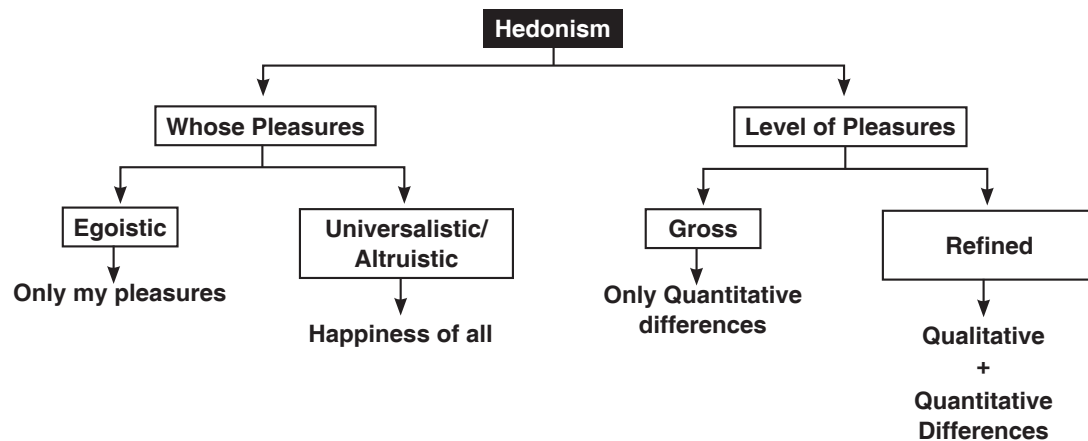 Hedonism
Whose Pleasures
Level of Pleasures
Egoistic
Universalistic/
Altruistic
Gross
Refined
Only my pleasures
Happiness of all
Only Quantitative
differences
Qualitative
+
Quantitative
Differences